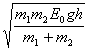 √(m₁m₂E₀gh / (m₁ + m₂))